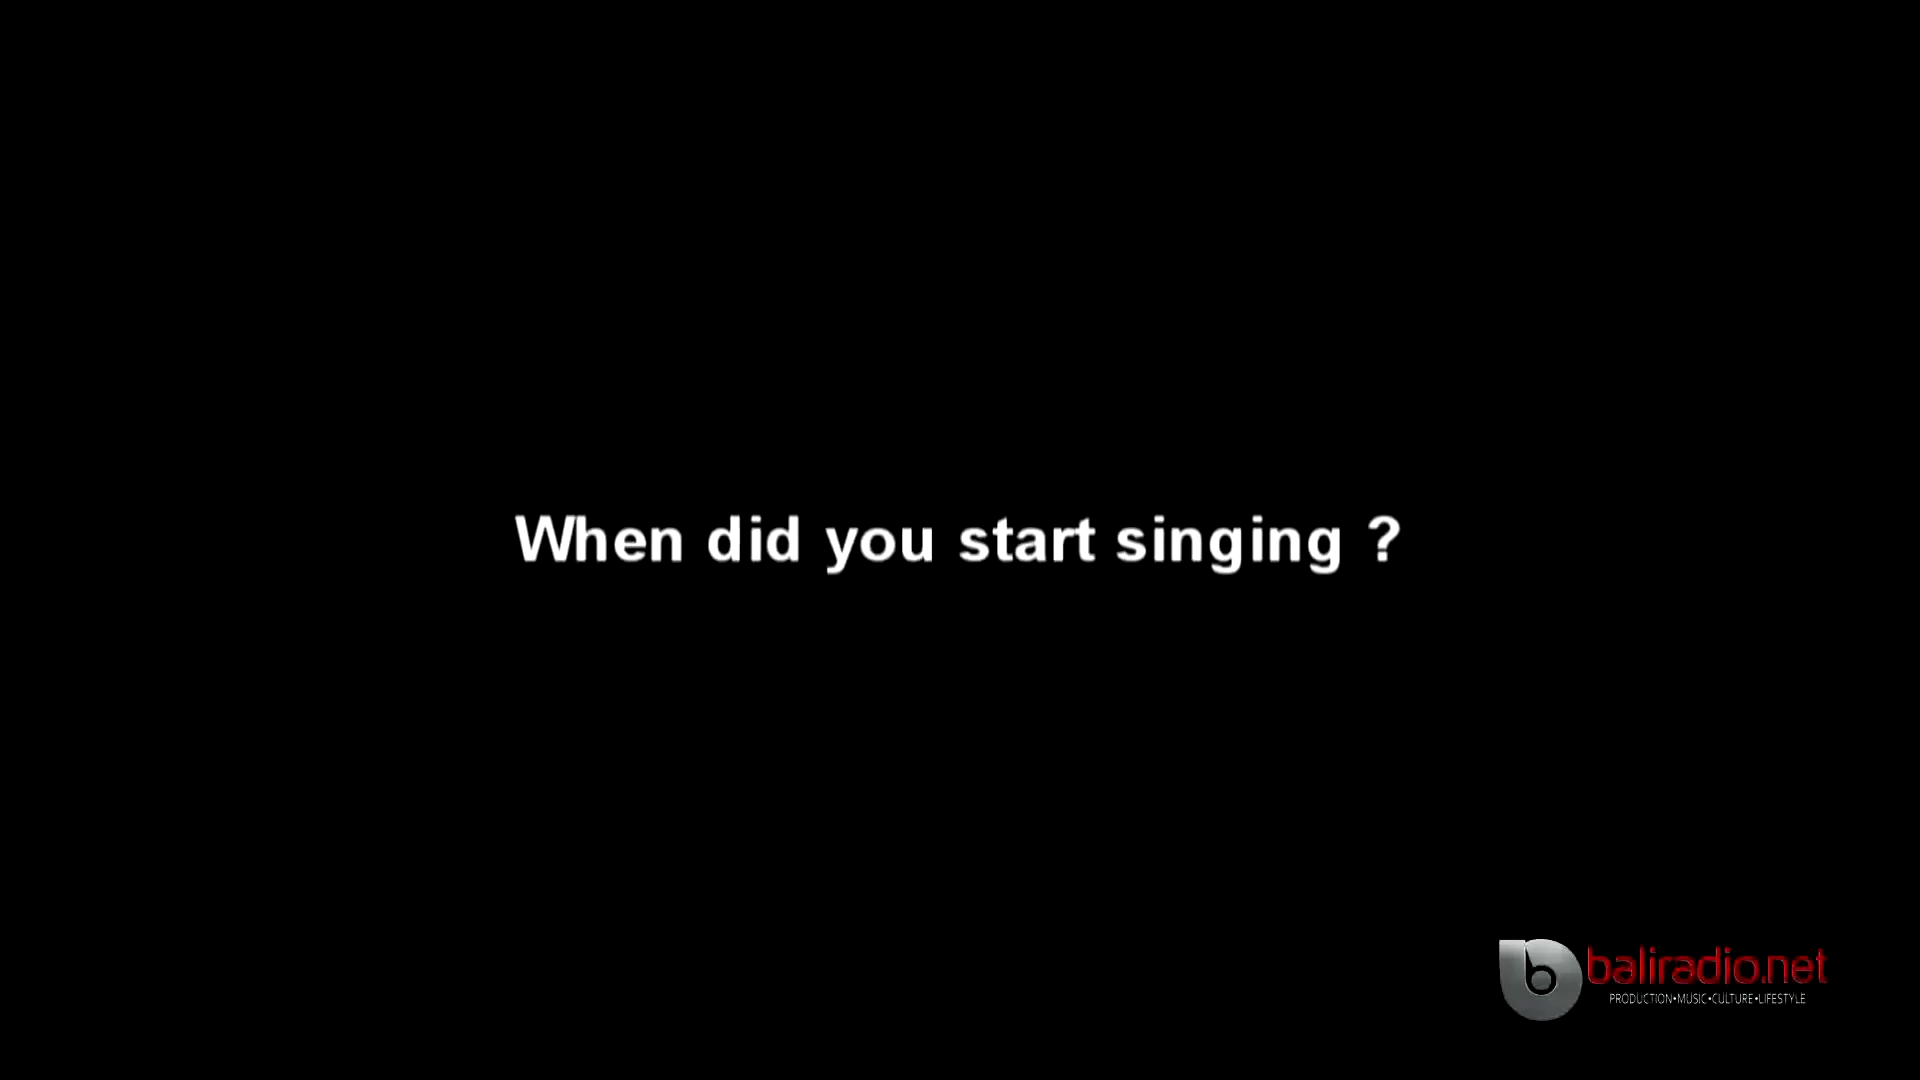 When did you start singing ?
baliradio.net
PRODUCTION•MUSIC•CULTURE•LIFESTYLE